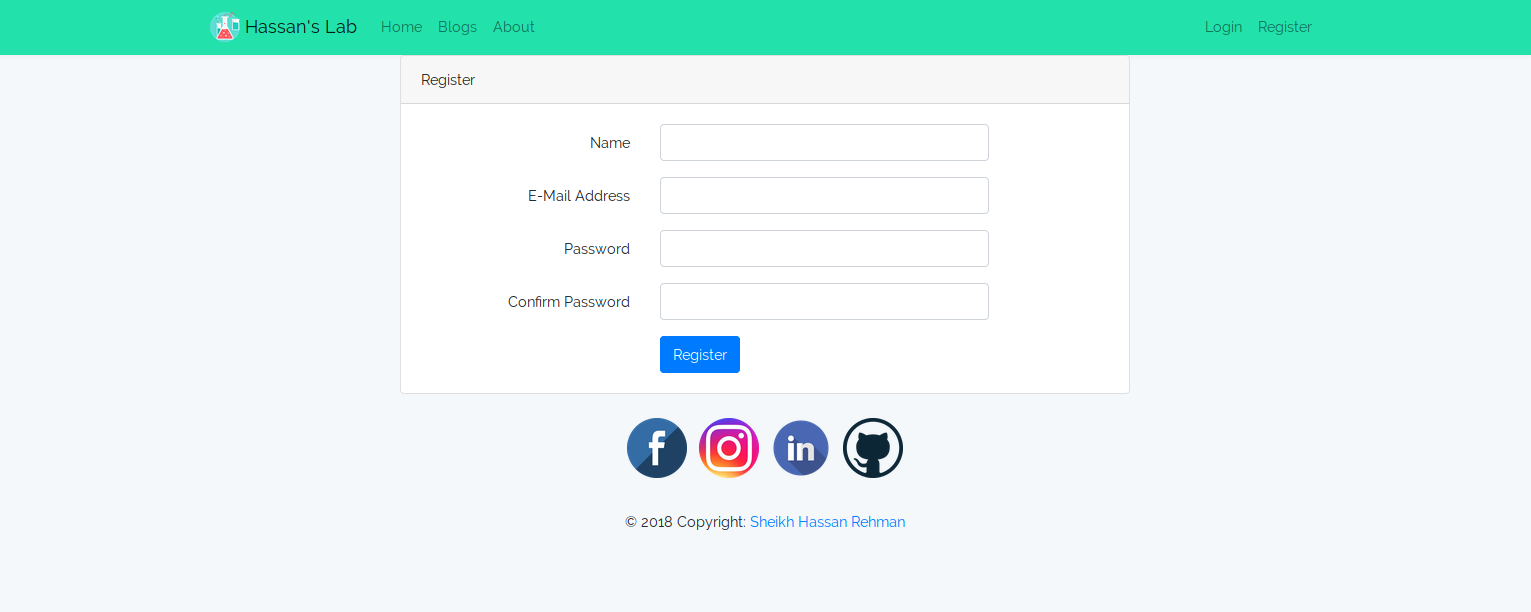 Hassan's Lab Home Blogs About Login Register
Register
Name
E-Mail Address
Password
Confirm Password
Register
f in
© 2018 Copyright: Sheikh Hassan Rehman